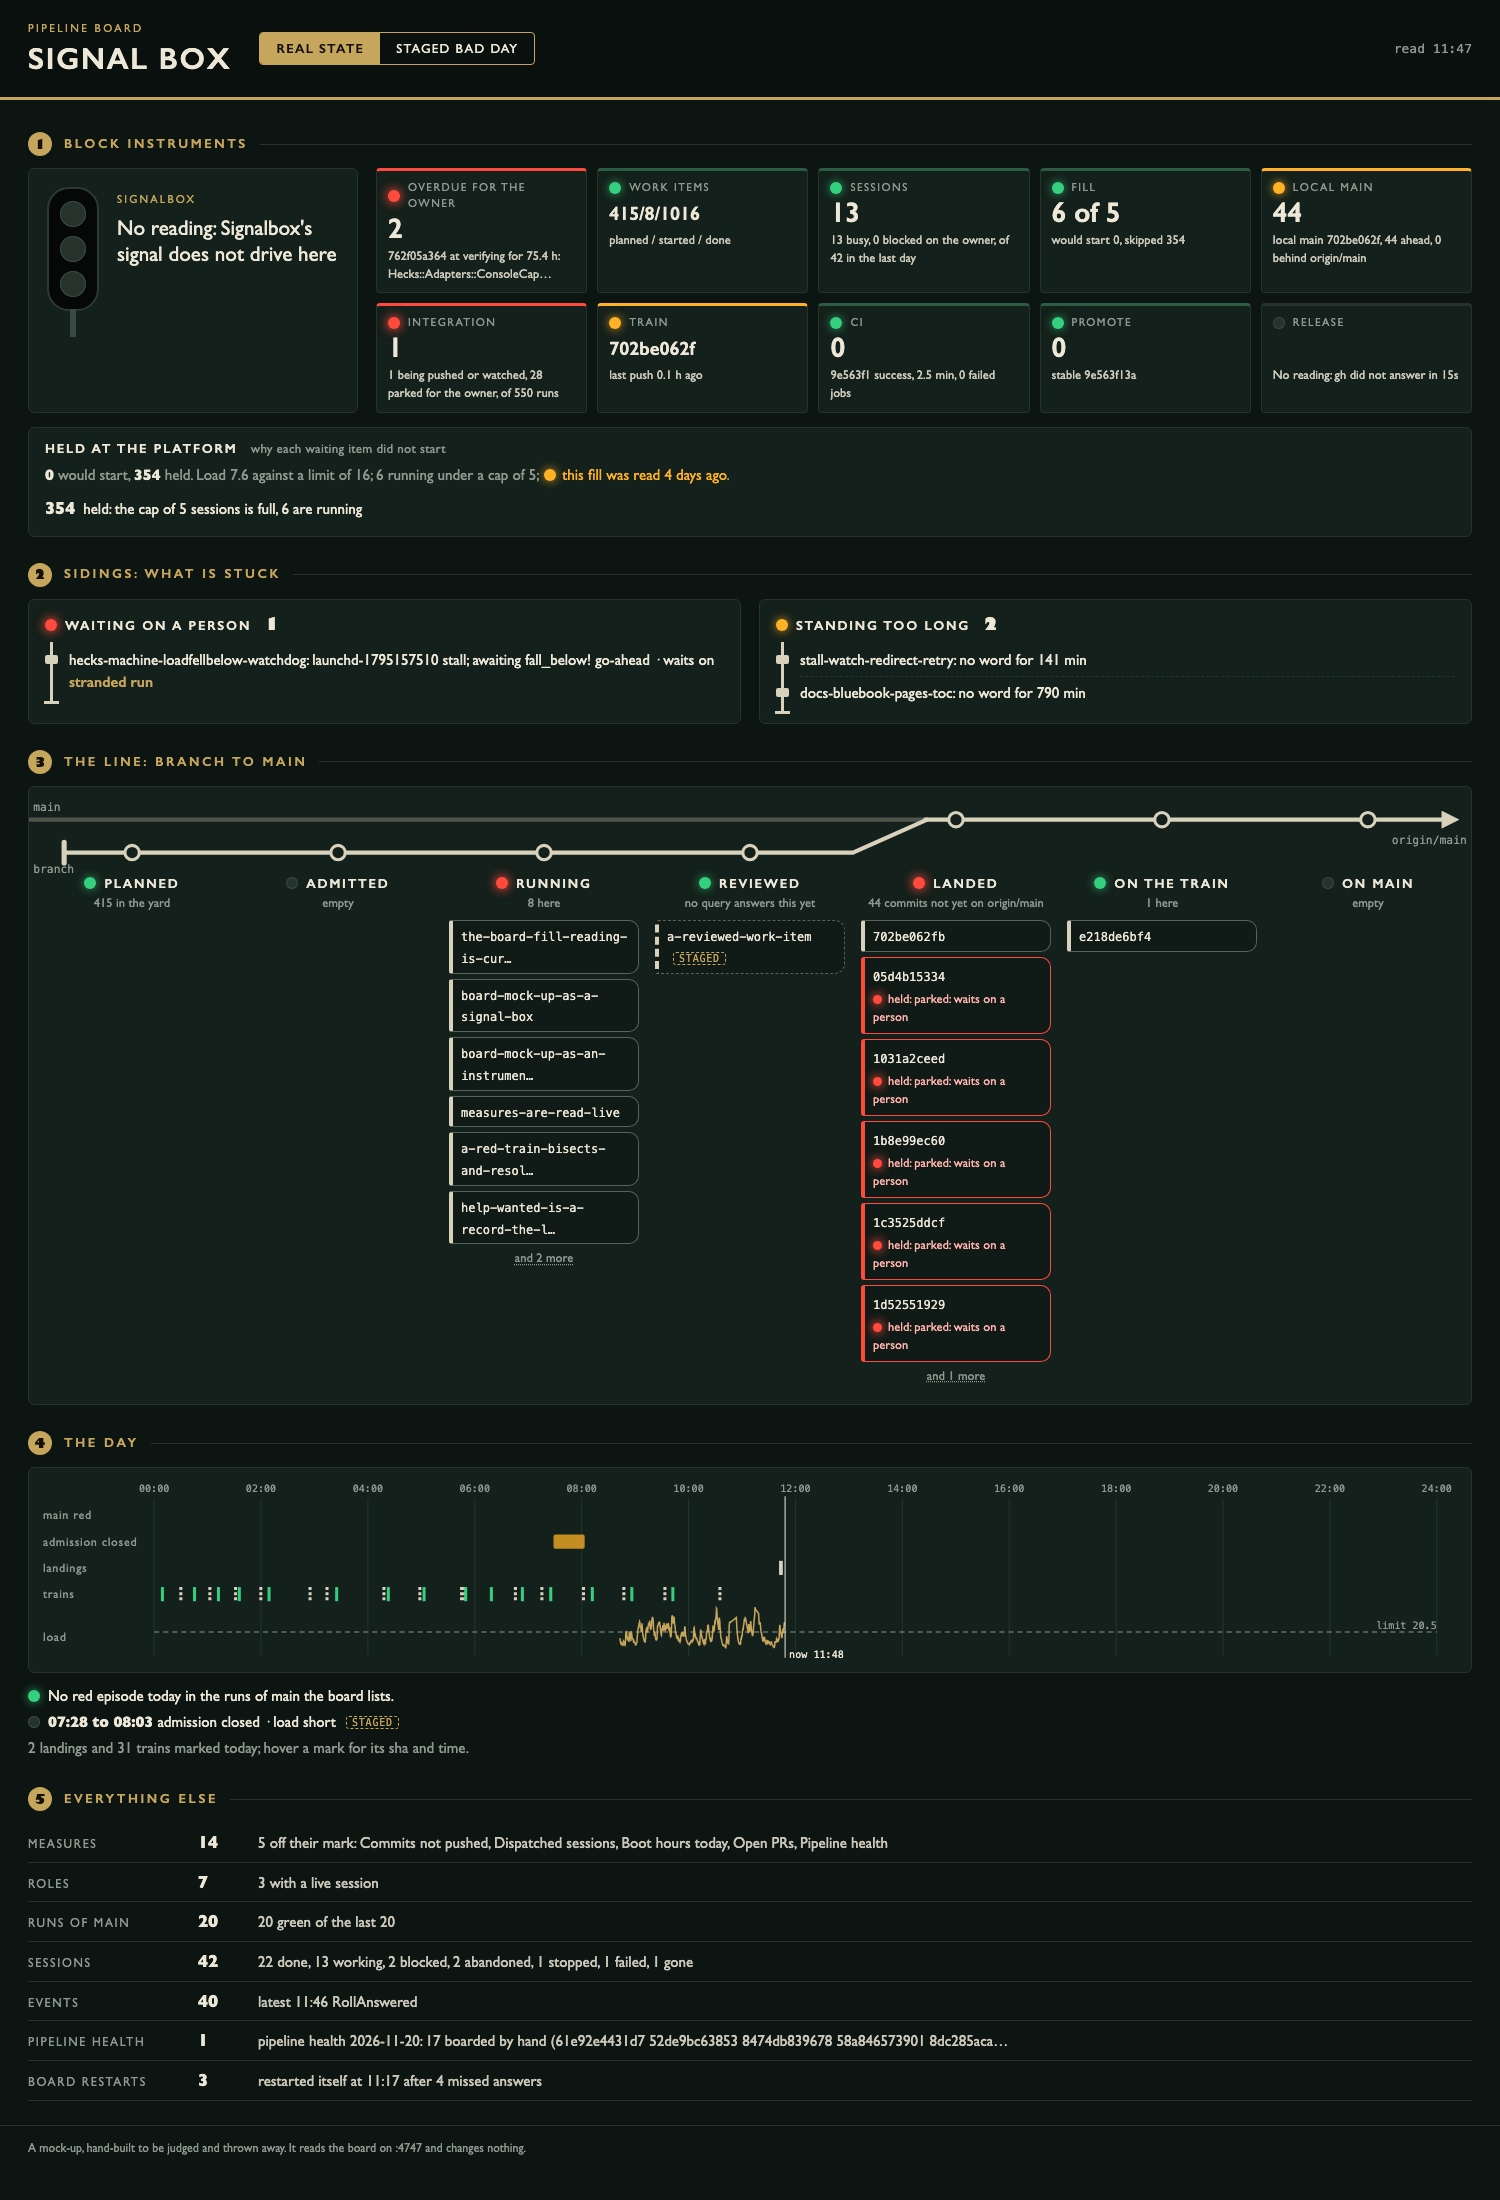 PIPELINE BOARD
SIGNAL BOX
REAL STATE
STAGED BAD DAY
read 11:47
1 BLOCK INSTRUMENTS
SIGNALBOX
No reading: Signalbox's
signal does not drive here
OVERDUE FOR THE
OWNER
2
762f05a364 at verifying for 75.4 h:
Hecks::Adapters::ConsoleCap…
WORK ITEMS
415/8/1016
planned / started / done
SESSIONS
13
13 busy, 0 blocked on the owner, of
42 in the last day
FILL
6 of 5
would start 0, skipped 354
LOCAL MAIN
44
local main 702be062f, 44 ahead, 0
behind origin/main
INTEGRATION
1
1 being pushed or watched, 28
parked for the owner, of 550 runs
TRAIN
702be062f
last push 0.1 h ago
CI
0
9e563f1 success, 2.5 min, 0 failed
jobs
PROMOTE
0
stable 9e563f13a
RELEASE
No reading: gh did not answer in 15s
HELD AT THE PLATFORM why each waiting item did not start
0 would start, 354 held. Load 7.6 against a limit of 16; 6 running under a cap of 5; this fill was read 4 days ago.
354 held: the cap of 5 sessions is full, 6 are running
2 SIDINGS: WHAT IS STUCK
WAITING ON A PERSON 1
hecks-machine-loadfellbelow-watchdog: launchd-1795157510 stall; awaiting fall_below! go-ahead · waits on
stranded run
STANDING TOO LONG 2
stall-watch-redirect-retry: no word for 141 min
docs-bluebook-pages-toc: no word for 790 min
3 THE LINE: BRANCH TO MAIN
main
origin/main
branch
PLANNED
415 in the yard
ADMITTED
empty
RUNNING
8 here
the-board-fill-reading-
is-cur…
board-mock-up-as-a-
signal-box
board-mock-up-as-an-
instrumen…
measures-are-read-live
a-red-train-bisects-
and-resol…
help-wanted-is-a-
record-the-l…
and 2 more
REVIEWED
no query answers this yet
a-reviewed-work-item
STAGED
LANDED
44 commits not yet on origin/main
702be062fb
05d4b15334
held: parked: waits on a
person
1031a2ceed
held: parked: waits on a
person
1b8e99ec60
held: parked: waits on a
person
1c3525ddcf
held: parked: waits on a
person
1d52551929
held: parked: waits on a
person
and 1 more
ON THE TRAIN
1 here
e218de6bf4
ON MAIN
empty
4 THE DAY
00:00 02:00 04:00 06:00 08:00 10:00 12:00 14:00 16:00 18:00 20:00 22:00 24:00
main red
admission closed
landings
trains
load
limit 20.5
now 11:48
No red episode today in the runs of main the board lists.
07:28 to 08:03 admission closed · load short STAGED
2 landings and 31 trains marked today; hover a mark for its sha and time.
5 EVERYTHING ELSE
MEASURES 14 5 off their mark: Commits not pushed, Dispatched sessions, Boot hours today, Open PRs, Pipeline health
ROLES 7 3 with a live session
RUNS OF MAIN 20 20 green of the last 20
SESSIONS 42 22 done, 13 working, 2 blocked, 2 abandoned, 1 stopped, 1 failed, 1 gone
EVENTS 40 latest 11:46 RollAnswered
PIPELINE HEALTH 1 pipeline health 2026-11-20: 17 boarded by hand (61e92e4431d7 52de9bc63853 8474db839678 58a846573901 8dc285aca…
BOARD RESTARTS 3 restarted itself at 11:17 after 4 missed answers
A mock-up, hand-built to be judged and thrown away. It reads the board on :4747 and changes nothing.